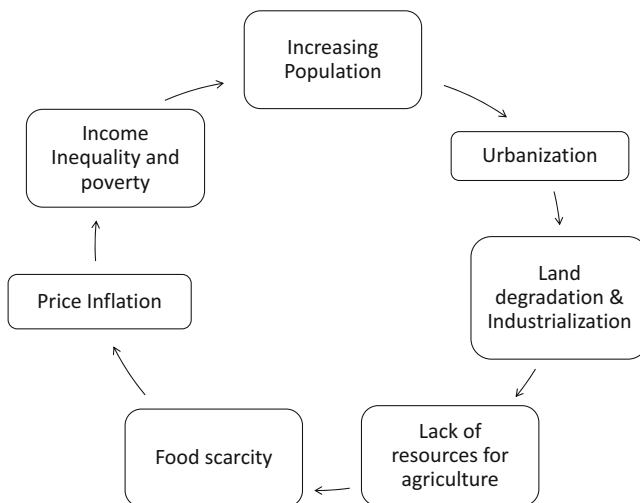 Increasing
Population
Urbanization
Land
degradation &
Industrialization
Lack of
resources for
agriculture
Food scarcity
Price Inflation
Income
Inequality and
poverty